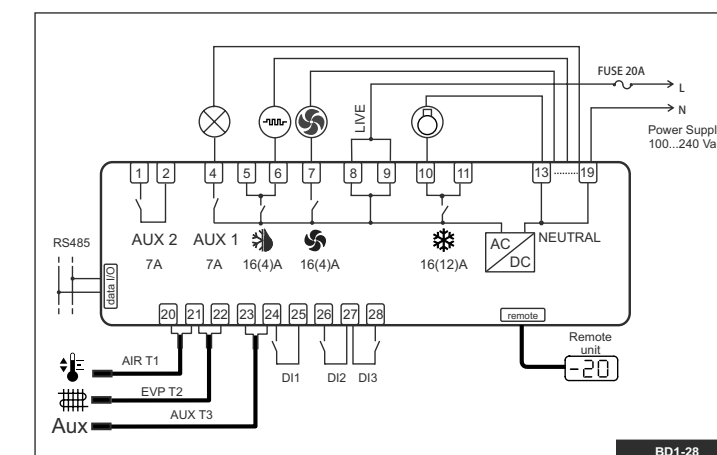 FUSE 20A
L
N
Power Suppl
100...240 Va
LIVE
1 2 4 5 6 7 8 9 10 11 13 19
AUX 2 AUX 1 NEUTRAL
7A 7A 16(4)A 16(4)A 16(12)A
AC
DC
RS485
data I/O
20 21 22 23 24 25 26 27 28
remote
AIR T1
EVP T2
AUX T3
Aux
DI1 DI2 DI3
Remote
unit
-20
BD1-28